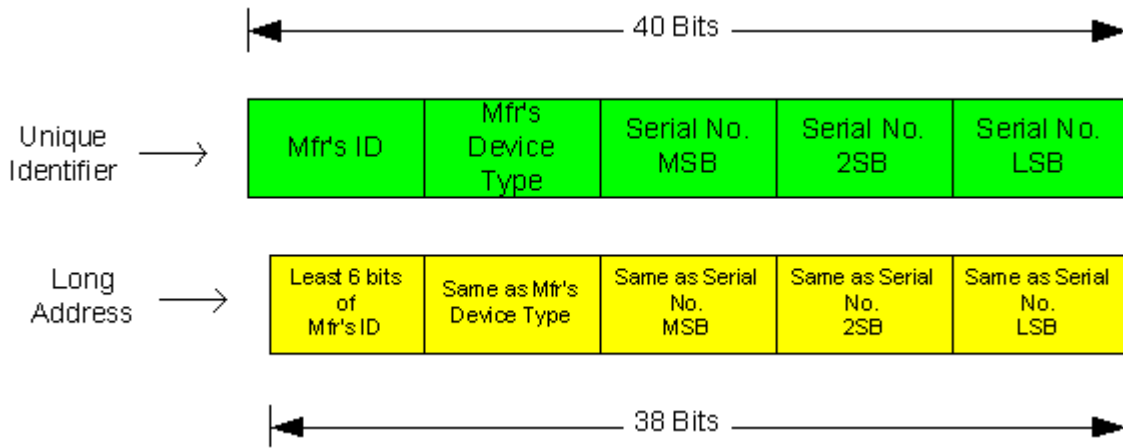 40 Bits
Unique
Identifier
Mfr's ID
Mfr's
Device
Type
Serial No.
MSB
Serial No.
2SB
Serial No.
LSB
Long
Address
Least 6 bits
of
Mfr's ID
Same as Mfr's
Device Type
Same as Serial
No.
MSB
Same as Serial
No.
2SB
Same as Serial
No.
LSB
38 Bits